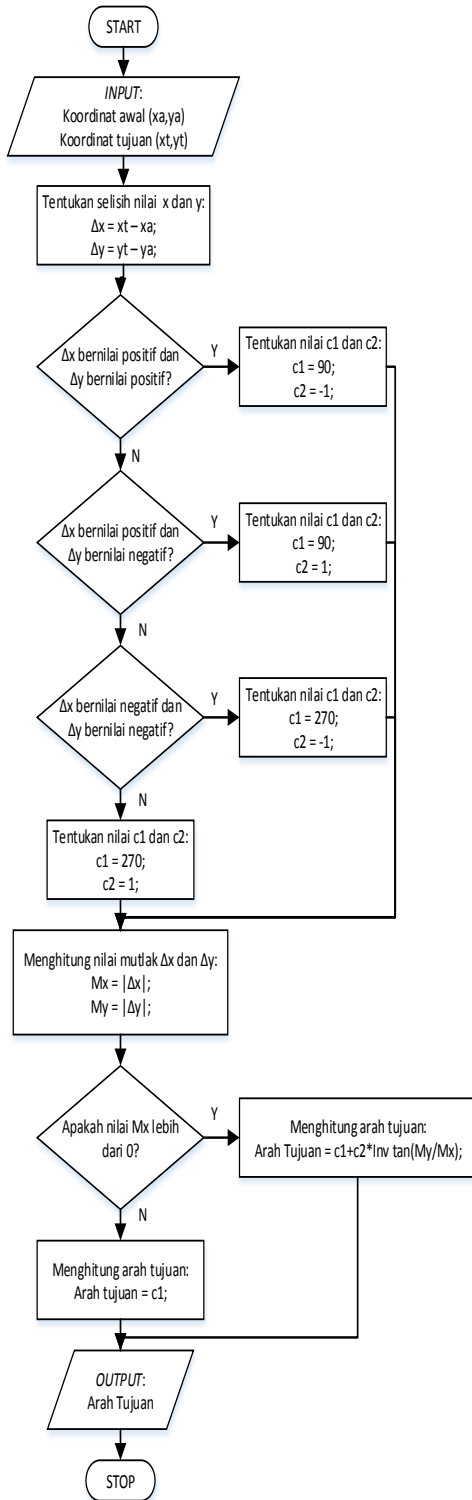 START
INPUT:
Koordinat awal (xa,ya)
Koordinat tujuan (xt,yt)
Tentukan selisih nilai x dan y:
Δx = xt – xa;
Δy = yt – ya;
Δx bernilai positif dan
Δy bernilai positif?
Y
Tentukan nilai c1 dan c2:
c1 = 90;
c2 = -1;
N
Δx bernilai positif dan
Δy bernilai negatif?
Y
Tentukan nilai c1 dan c2:
c1 = 90;
c2 = 1;
N
Δx bernilai negatif dan
Δy bernilai negatif?
Y
Tentukan nilai c1 dan c2:
c1 = 270;
c2 = -1;
N
Tentukan nilai c1 dan c2:
c1 = 270;
c2 = 1;
Menghitung nilai mutlak Δx dan Δy:
Mx = |Δx|;
My = |Δy|;
Apakah nilai Mx lebih
dari 0?
Y
Menghitung arah tujuan:
Arah Tujuan = c1+c2*Inv tan(My/Mx);
N
Menghitung arah tujuan:
Arah tujuan = c1;
OUTPUT:
Arah Tujuan
STOP